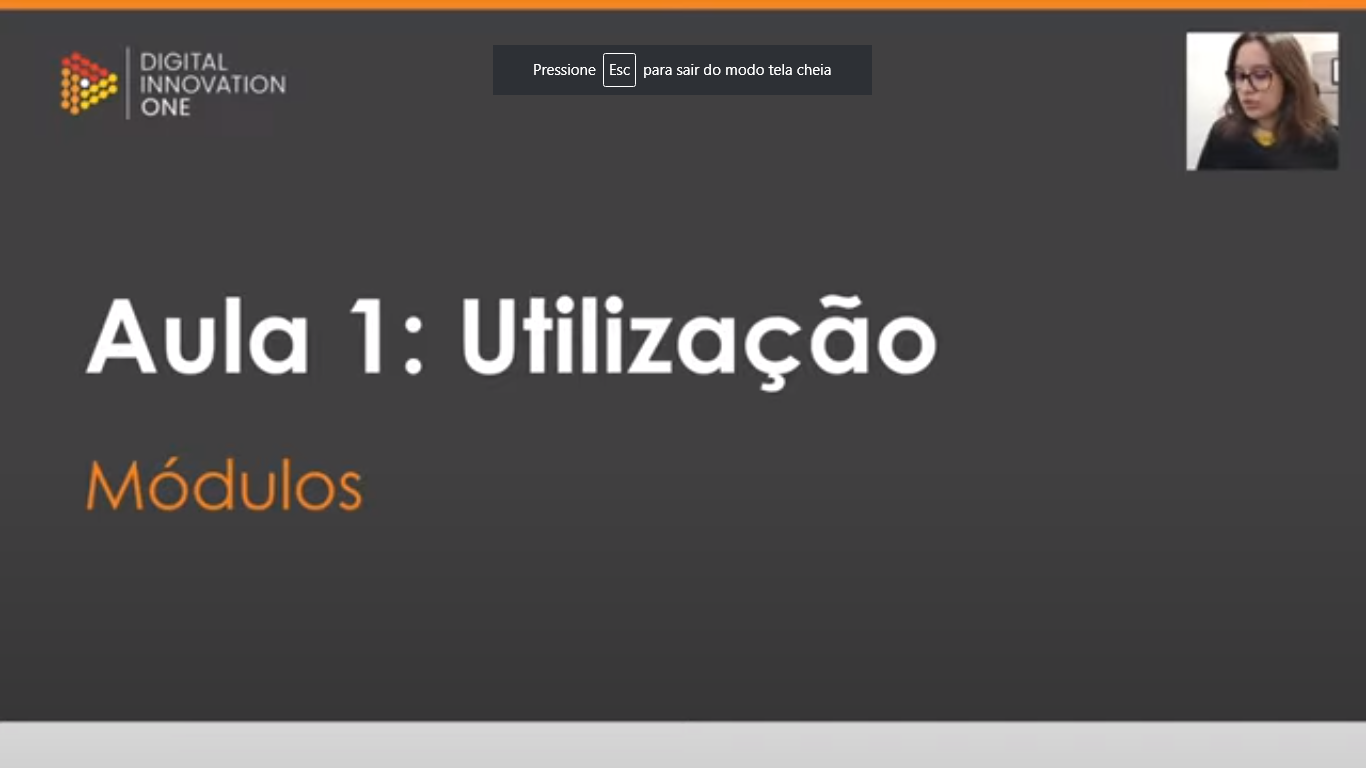 DIGITAL
INNOVATION
ONE
Pressione Esc para sair do modo tela cheia
Aula 1: Utilização
Módulos